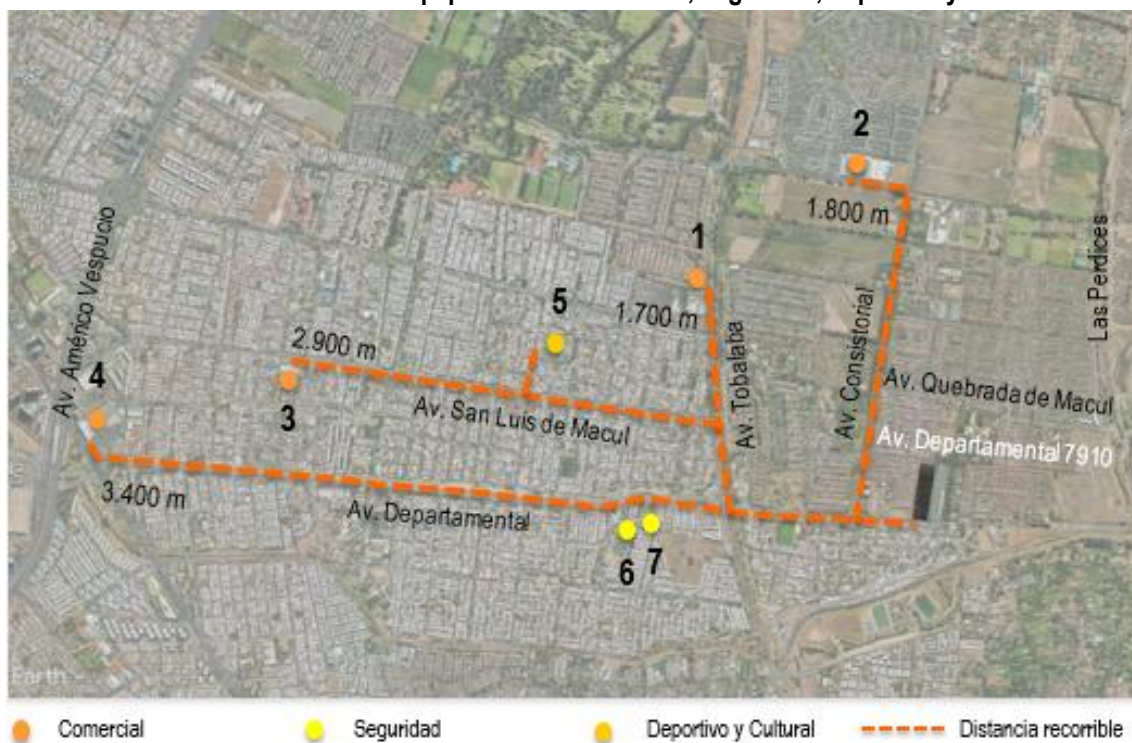 2
1.800 m
1
Av. Américo Vespucio
Las Perdices
5
1.700 m
2.900 m
Av. Tobalaba
Av. Consistorial
4
Av. Quebrada de Macul
3
Av. San Luis de Macul
Av. Departamental 7910
3.400 m
Av. Departamental
6
7
Earth
Comercial
Seguridad
Deportivo y Cultural
Distancia recorrible